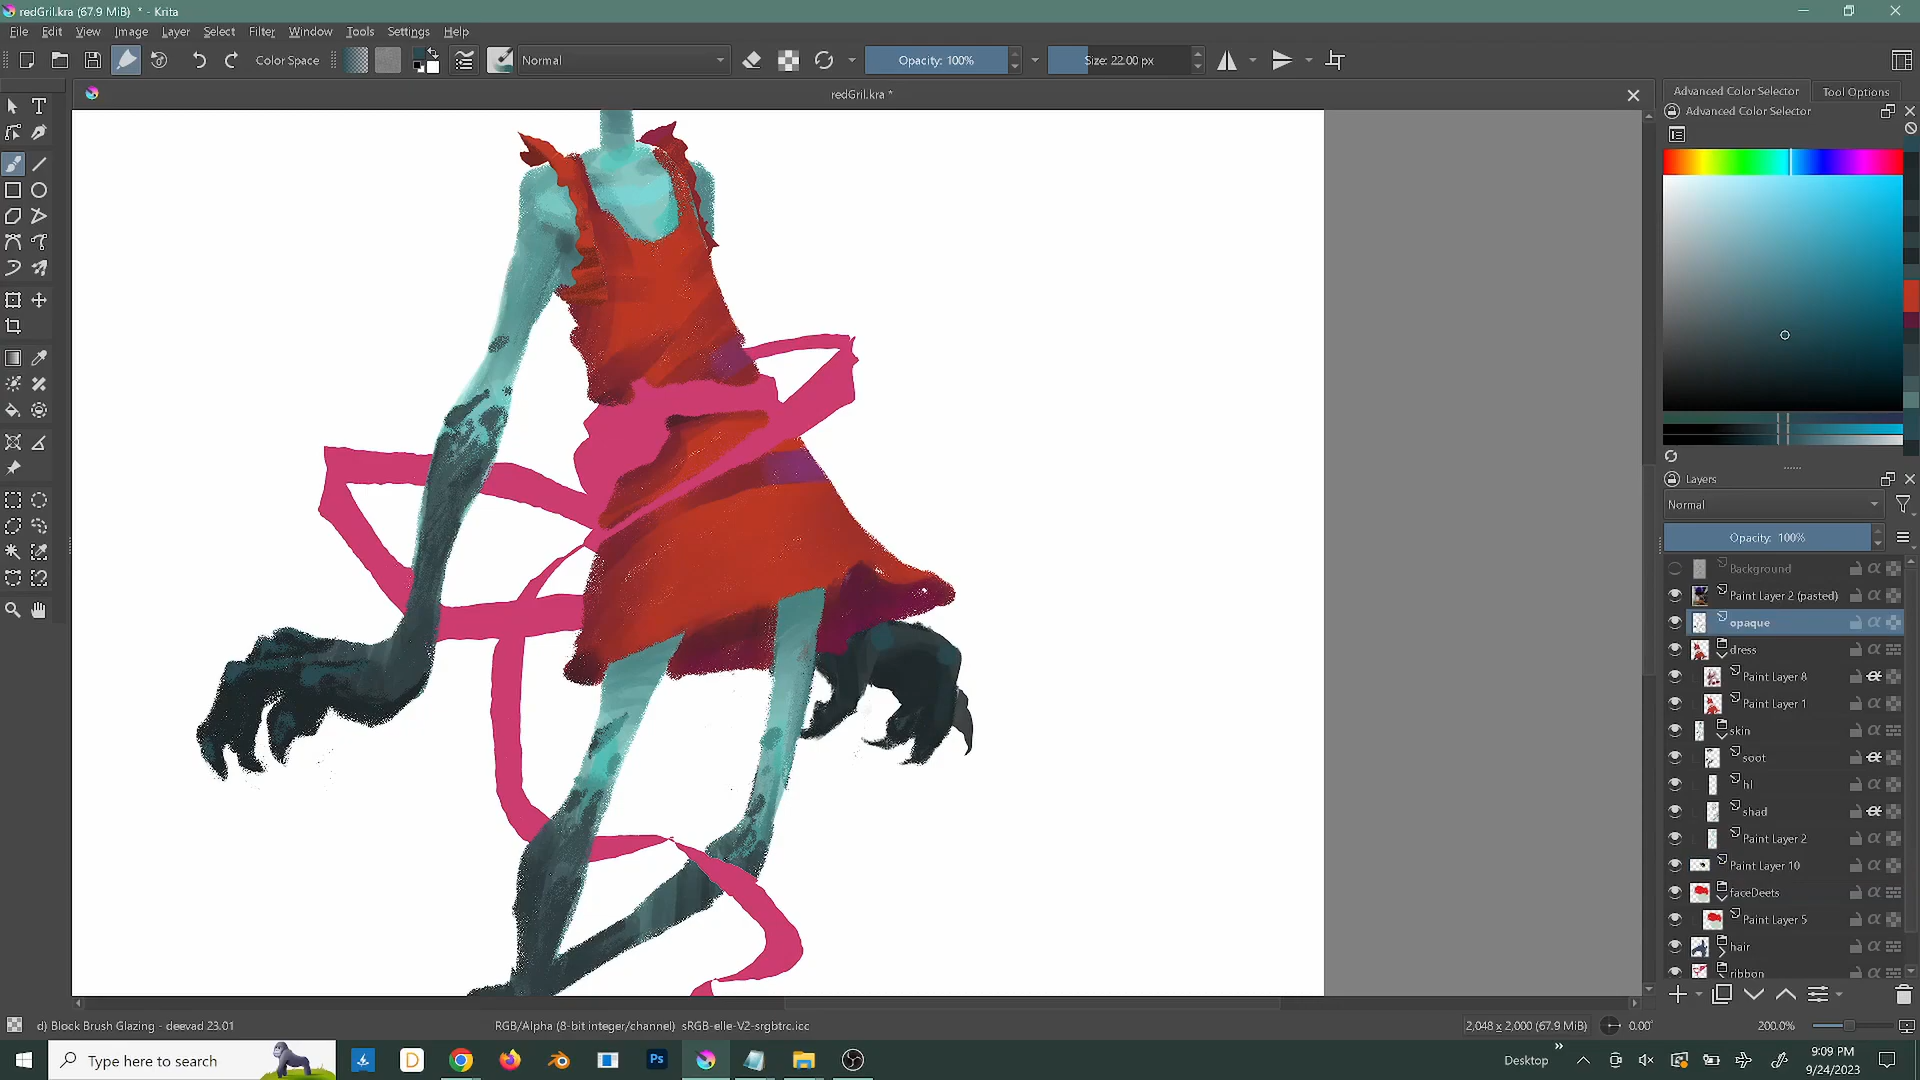 redGril.kra (67.9 MiB) * - Krita
File Edit View Image Layer Select Filter Window Tools Settings Help
Color Space
Normal
Opacity: 100%
Size: 22.00 px
redGril.kra *
Advanced Color Selector
Tool Options
Advanced Color Selector
Layers
Normal
Opacity: 100%
Background
Paint Layer 2 (pasted)
opaque
dress
Paint Layer 8
Paint Layer 1
skin
soot
hl
shad
Paint Layer 2
Paint Layer 10
faceDeets
Paint Layer 5
hair
ribbon
d) Block Brush Glazing - deevad 23.01
RGB/Alpha (8-bit integer/channel) sRGB-elle-V2-srgbtrc.icc
2,048 x 2,000 (67.9 MiB)
0.00°
200.0%
Type here to search
D
Ps
Desktop
9:09 PM
9/24/2023